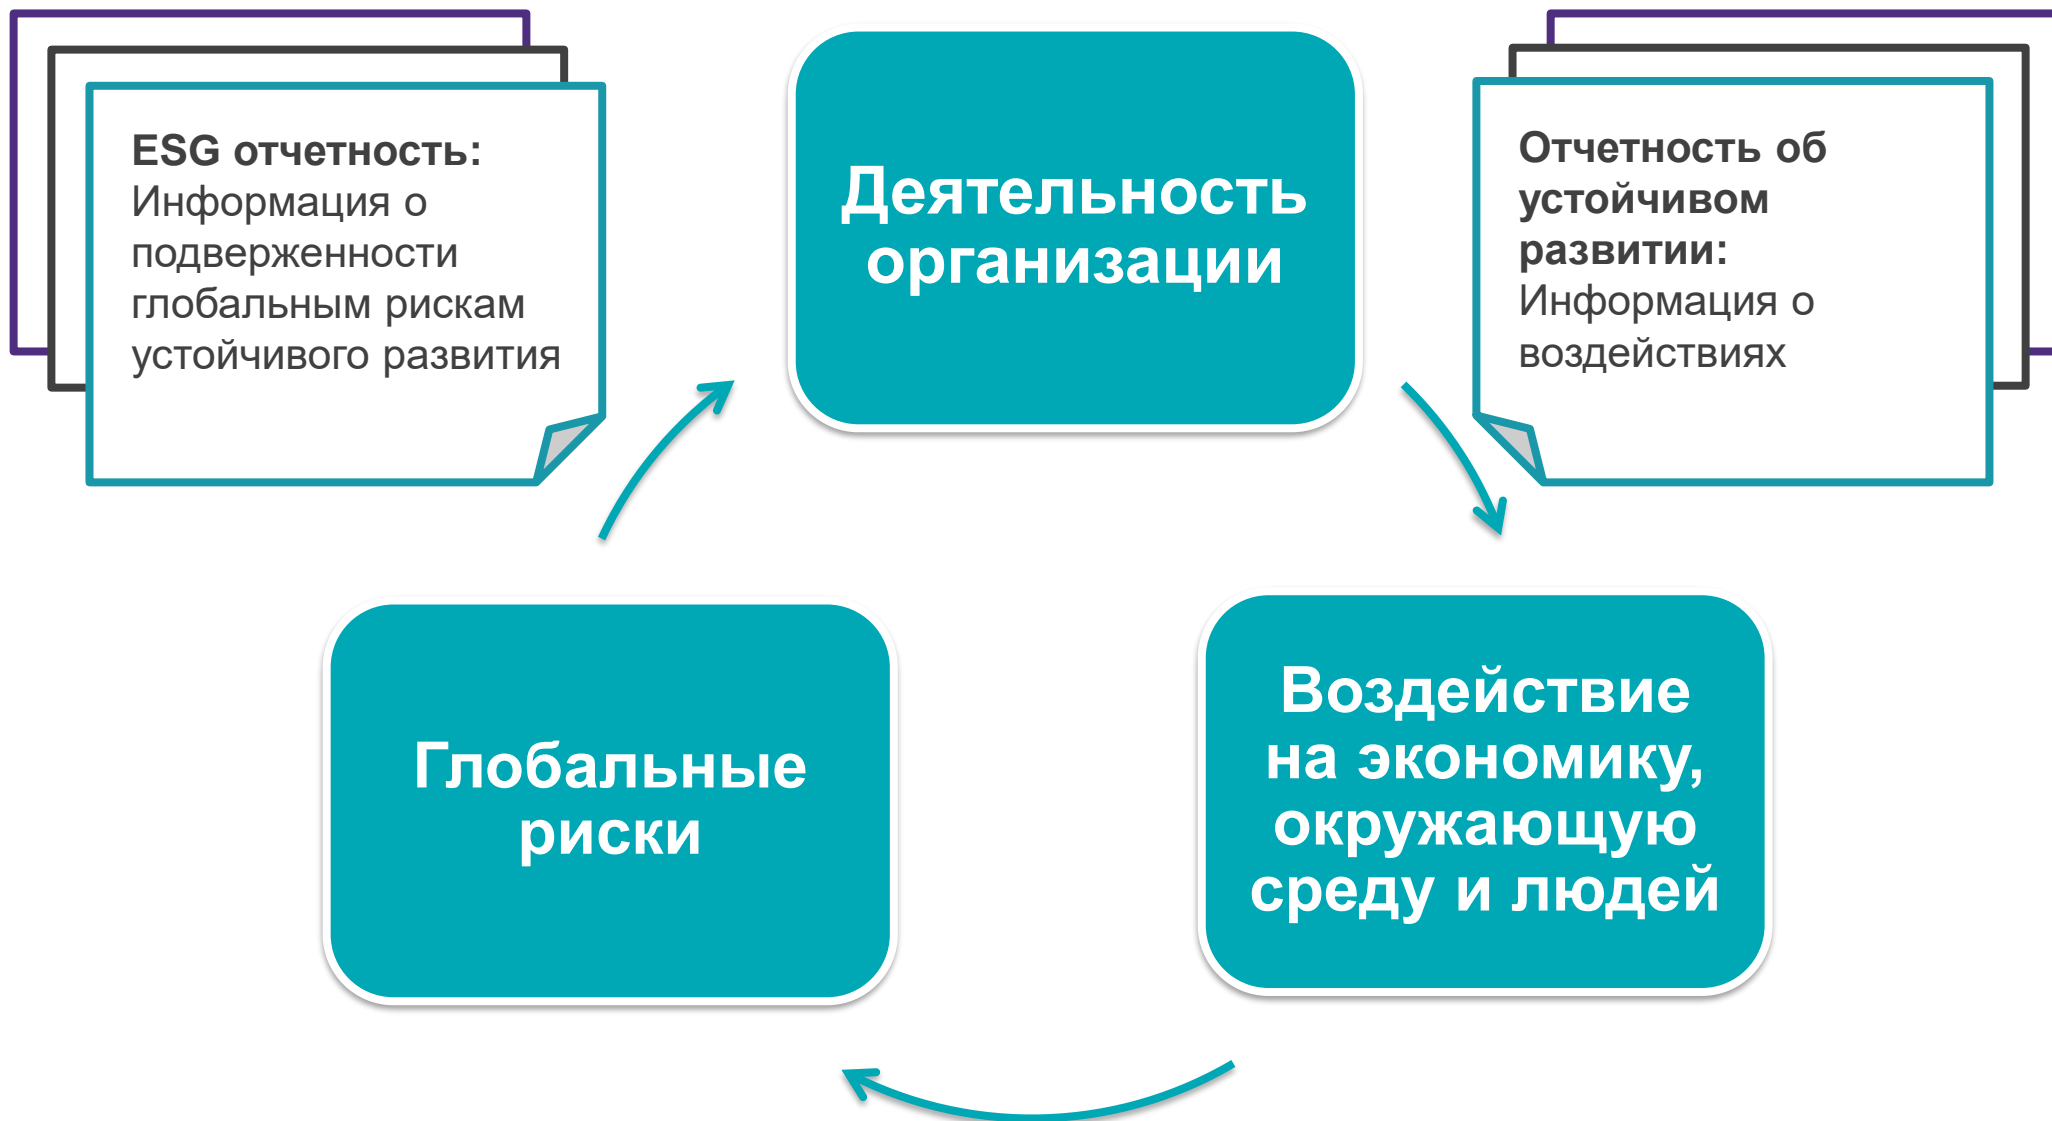 ESG отчетность:
Информация о
подверженности
глобальным рискам
устойчивого развития
Деятельность
организации
Отчетность об
устойчивом
развитии:
Информация о
воздействиях
Глобальные
риски
Воздействие
на экономику,
окружающую
среду и людей